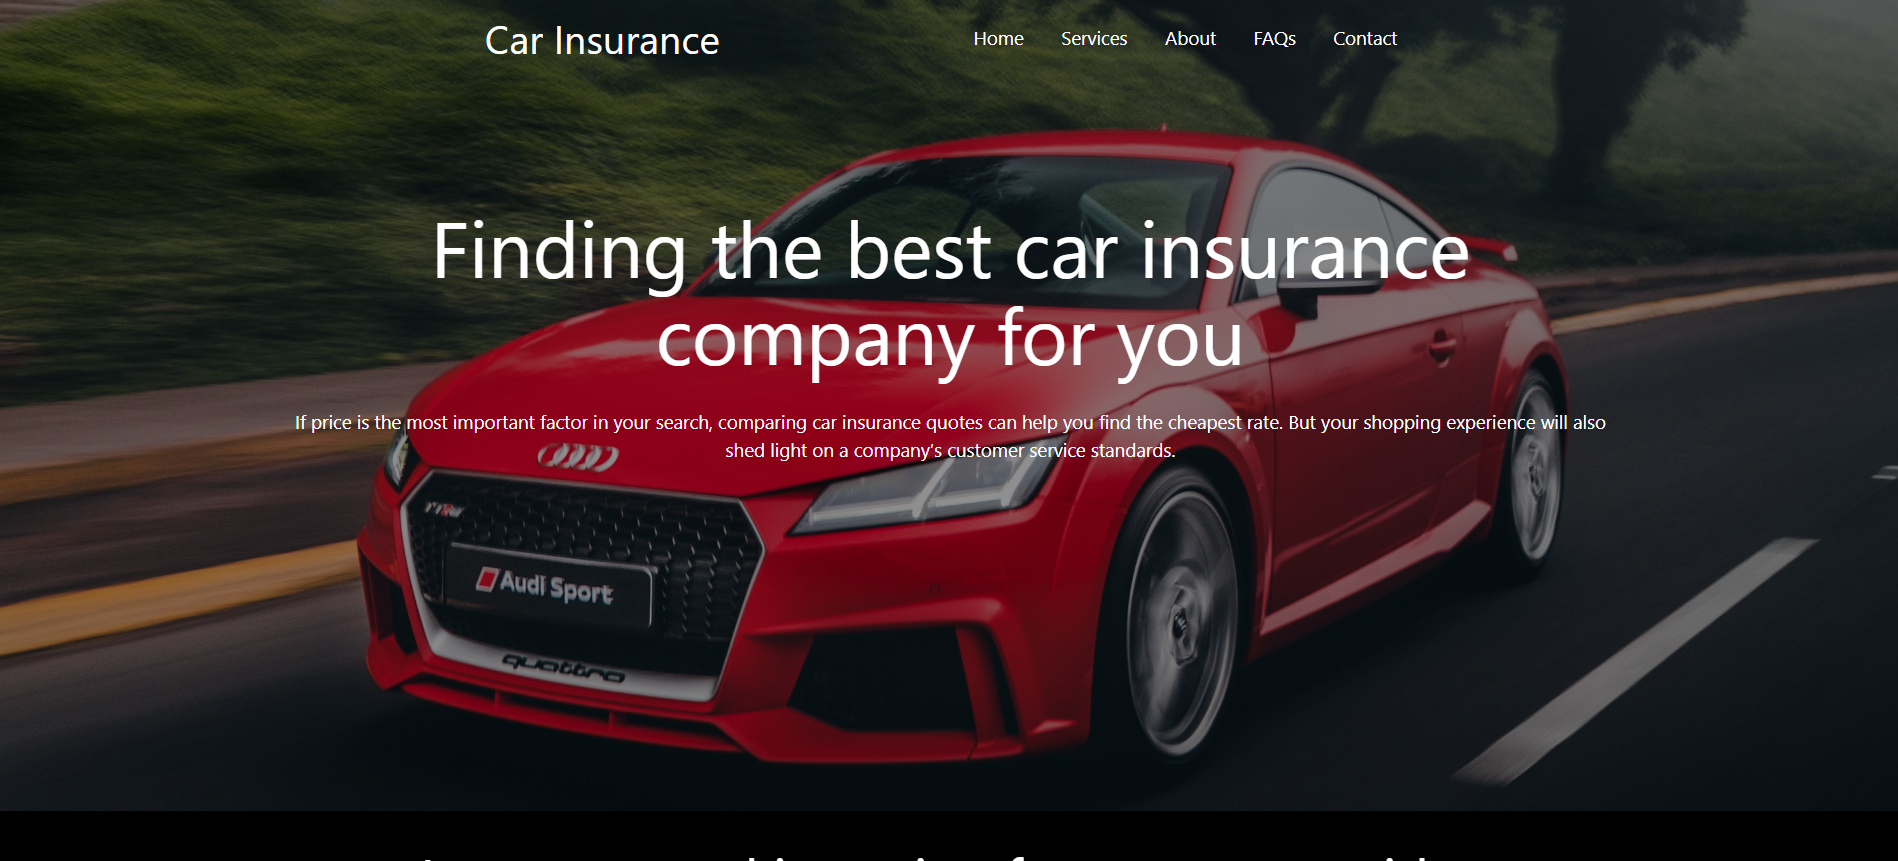 Car Insurance
Home Services About FAQs Contact
Finding the best car insurance
company for you
If price is the most important factor in your search, comparing car insurance quotes can help you find the cheapest rate. But your shopping experience will also
shed light on a company's customer service standards.
Audi Sport
quattro